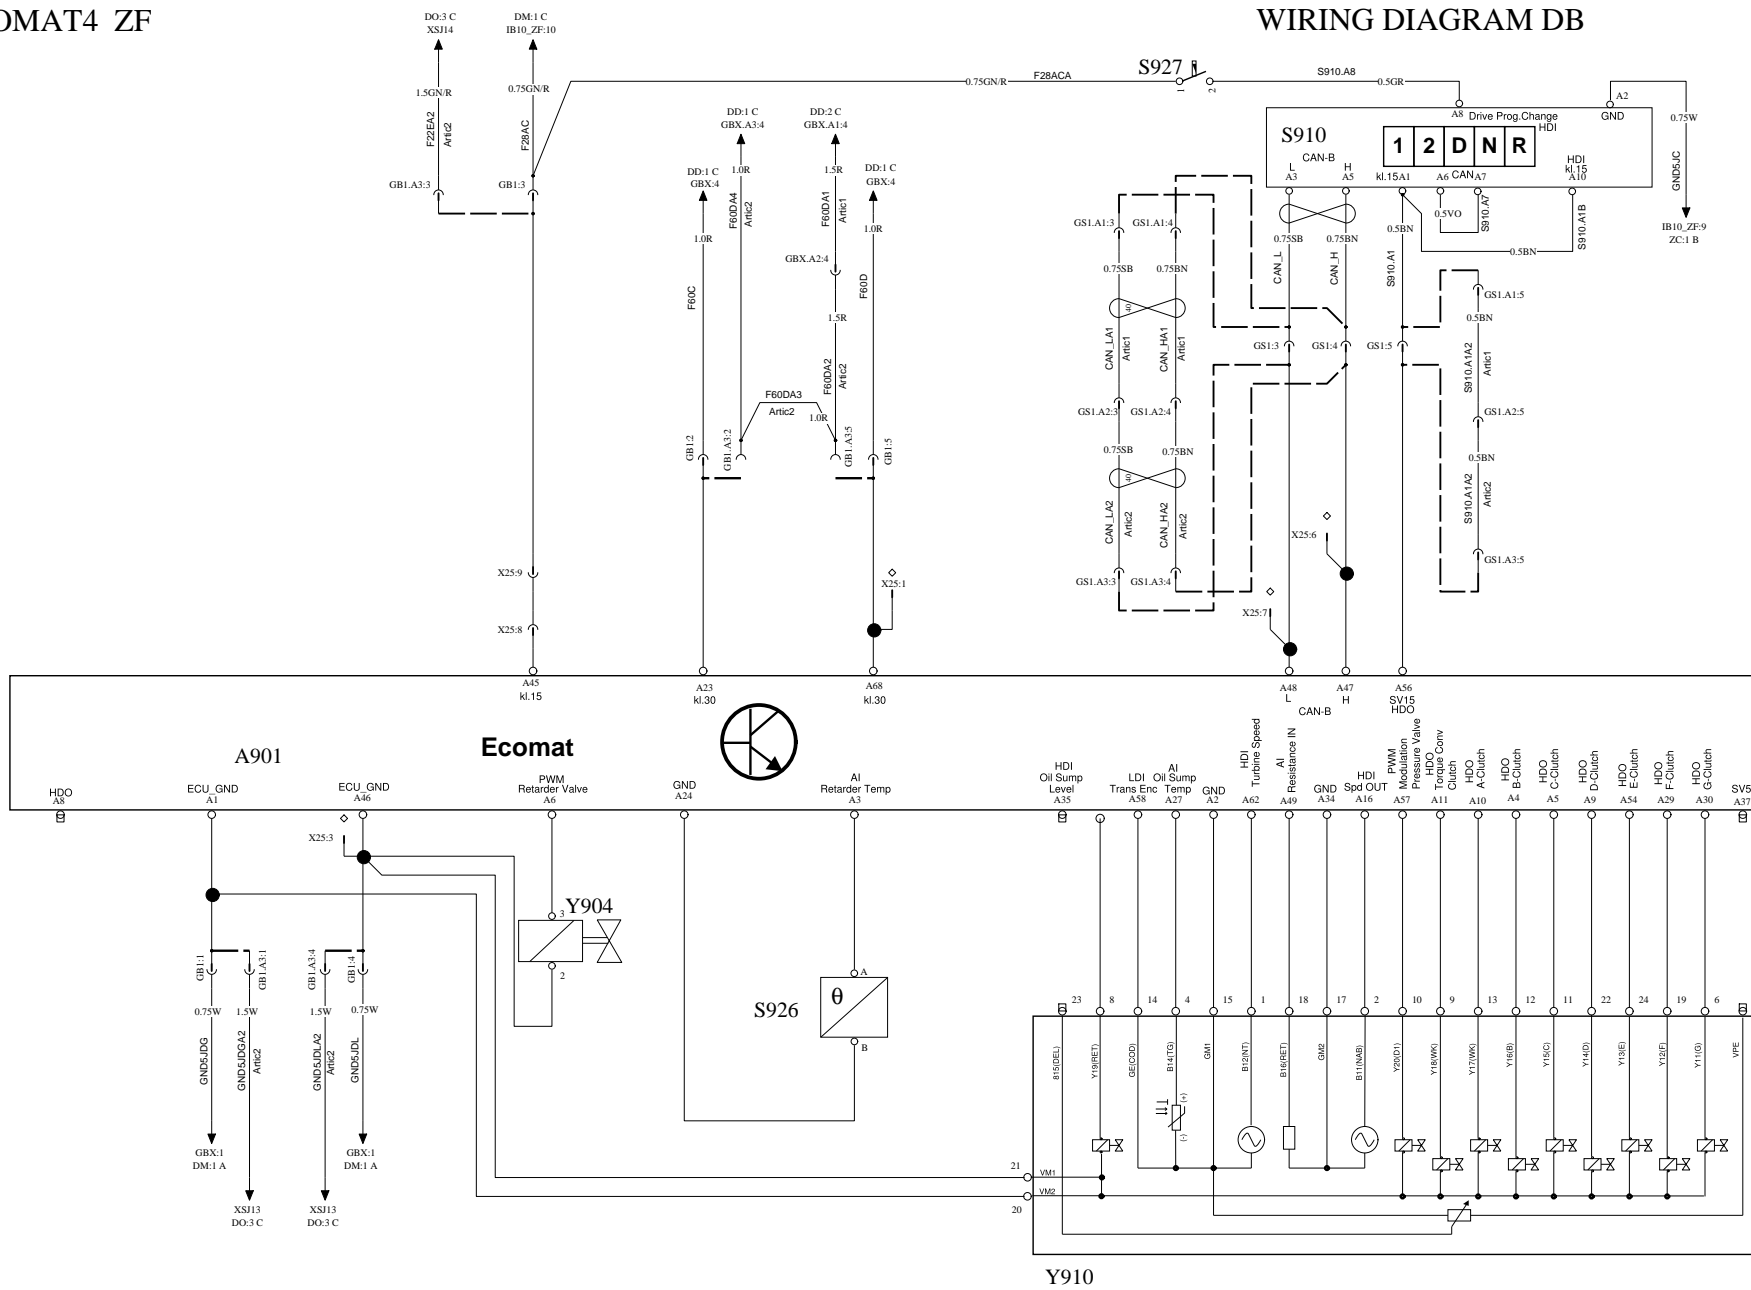 OMAT4 ZF
WIRING DIAGRAM DB
DO:3 C
XSJ14
DM:1 C
IB10_ZF:10
1.5GN/R
F22EA2
Artic2
0.75GN/R
F28AC
GB1.A3:3
GB1:3
0.75GN/R
F28ACA
S927
1
2
S910.A8
0.5GR
A2
GND
0.75W
GND5JC
IB10_ZF:9
ZC:1 B
DD:1 C
GBX:4
1.0R
F60C
DD:1 C
GBX.A3:4
1.0R
F60DA4
Artic2
DD:2 C
GBX.A1:4
1.5R
F60DA1
Artic1
GBX.A2:4
1.5R
F60DA2
Artic2
DD:1 C
GBX:4
1.0R
F60D
F60DA3
Artic2
1.0R
GB1:2
GB1.A3:2
GB1.A3:5
GB1:5
S910
A8
Drive Prog.Change
HDI
1 2 D N R
CAN-B
L
A3
H
A5
kl.15A1
A6
CAN
A7
HDI
kl.15
A10
0.75SB
CAN_L
0.75BN
CAN_H
0.5BN
S910.A1
0.5VO
S910.A7
0.5BN
S910.A1B
GS1.A1:3
GS1.A1:4
0.75SB
0.75BN
40
CAN_LA1
Artic1
CAN_HA1
Artic1
GS1:3
GS1:4
GS1:5
GS1.A1:5
0.5BN
S910.A1A2
Artic1
GS1.A2:3
GS1.A2:4
GS1.A2:5
0.75SB
0.75BN
40
CAN_LA2
Artic2
CAN_HA2
Artic2
0.5BN
S910.A1A2
Artic2
GS1.A3:3
GS1.A3:4
GS1.A3:5
X25:9
X25:8
X25:1
X25:6
X25:7
A45
kl.15
A23
kl.30
A68
kl.30
A48
L
A47
H
CAN-B
A56
SV15
HDO
A901
Ecomat
HDO
A8
ECU_GND
A1
ECU_GND
A46
PWM
Retarder Valve
A6
GND
A24
AI
Retarder Temp
A3
HDI
Oil Sump
Level
A35
LDI
Trans Enc
A58
AI
Oil Sump
Temp
A27
GND
A2
HDI
Turbine Speed
A62
AI
Resistance IN
A49
GND
A34
HDI
Spd OUT
A16
PWM
Modulation
Pressure Valve
A57
HDO
Torque Conv
Clutch
A11
HDO
A-Clutch
A10
HDO
B-Clutch
A4
HDO
C-Clutch
A5
HDO
D-Clutch
A9
HDO
E-Clutch
A54
HDO
F-Clutch
A29
HDO
G-Clutch
A30
SV5
A37
X25:3
Y904
3
2
S926
θ
A
B
GB1:1
GB1.A3:1
GB1.A3:4
GB1:4
0.75W
1.5W
1.5W
0.75W
GND5JDG
GND5JDGA2
Artic2
GND5JDLA2
Artic2
GND5JDL
GBX:1
DM:1 A
XSJ13
DO:3 C
XSJ13
DO:3 C
GBX:1
DM:1 A
23
8
14
4
15
1
18
17
2
10
9
13
12
11
22
24
19
6
815(DEL)
Y19(RET)
GE(COD)
B14(TG)
GM1
B12(NT)
B16(RET)
GM2
B11(NAB)
Y20(D1)
Y18(WK)
Y17(WK)
Y16(B)
Y15(C)
Y14(D)
Y13(E)
Y12(F)
Y11(G)
VPE
(+)
(-)
21
VM1
VM2
20
Y910